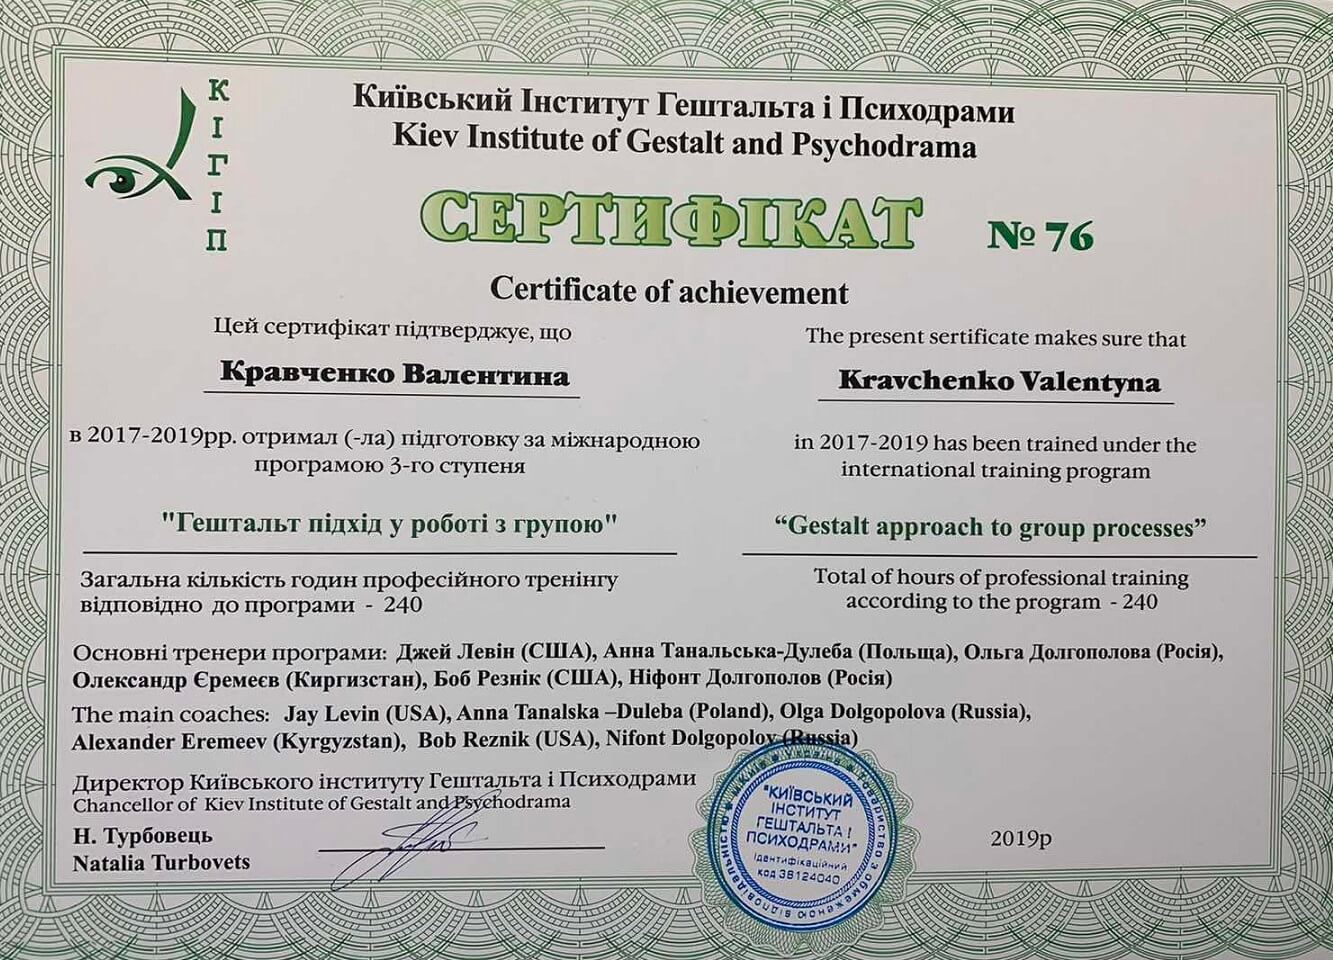 КІГІП
Київський Інститут Гештальта і Психодрами
Kiev Institute of Gestalt and Psychodrama
СЕРТИФІКАТ № 76
Certificate of achievement
Цей сертифікат підтверджує, що
Кравченко Валентина
в 2017-2019рр. отримал (-ла) підготовку за міжнародною
програмою 3-го ступеня
"Гештальт підхід у роботі з групою"
Загальна кількість годин професійного тренінгу
відповідно до програми - 240
The present sertificate makes sure that
Kravchenko Valentyna
in 2017-2019 has been trained under the
international training program
“Gestalt approach to group processes”
Total of hours of professional training
according to the program - 240
Основні тренери програми: Джей Левін (США), Анна Танальська-Дулеба (Польща), Ольга Долгополова (Росія),
Олександр Єремеєв (Киргизстан), Боб Резнік (США), Ніфонт Долгополов (Росія)
The main coaches: Jay Levin (USA), Anna Tanalska –Duleba (Poland), Olga Dolgopolova (Russia),
Alexander Eremeev (Kyrgyzstan), Bob Reznik (USA), Nifont Dolgopolov (Russia)
Директор Київського інституту Гештальта і Психодрами
Chancellor of Kiev Institute of Gestalt and Psychodrama
Н. Турбовець
Natalia Turbovets
"КИЇВСЬКИЙ
ІНСТИТУТ
ГЕШТАЛЬТА І
ПСИХОДРАМИ"
Ідентифікаційний
код 38124040
2019р